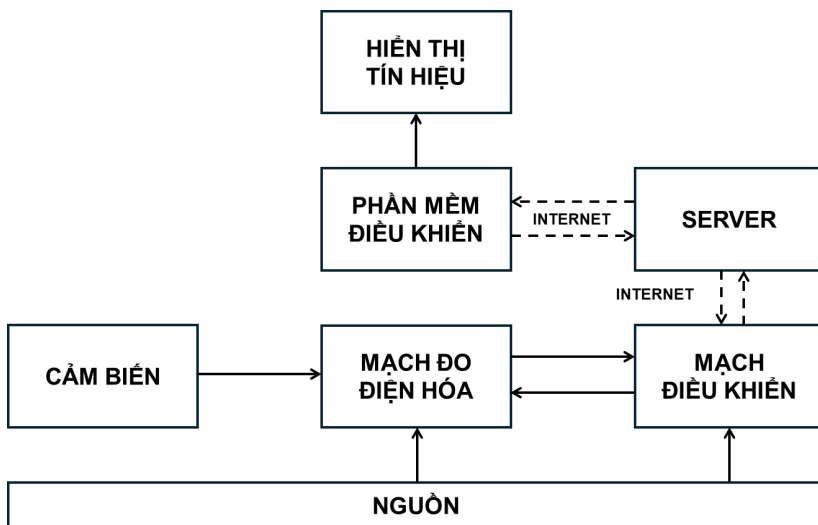 HIỂN THỊ
TÍN HIỆU
PHẦN MỀM
ĐIỀU KHIỂN
INTERNET
SERVER
INTERNET
CẢM BIẾN
MẠCH ĐO
ĐIỆN HÓA
MẠCH
ĐIỀU KHIỂN
NGUỒN